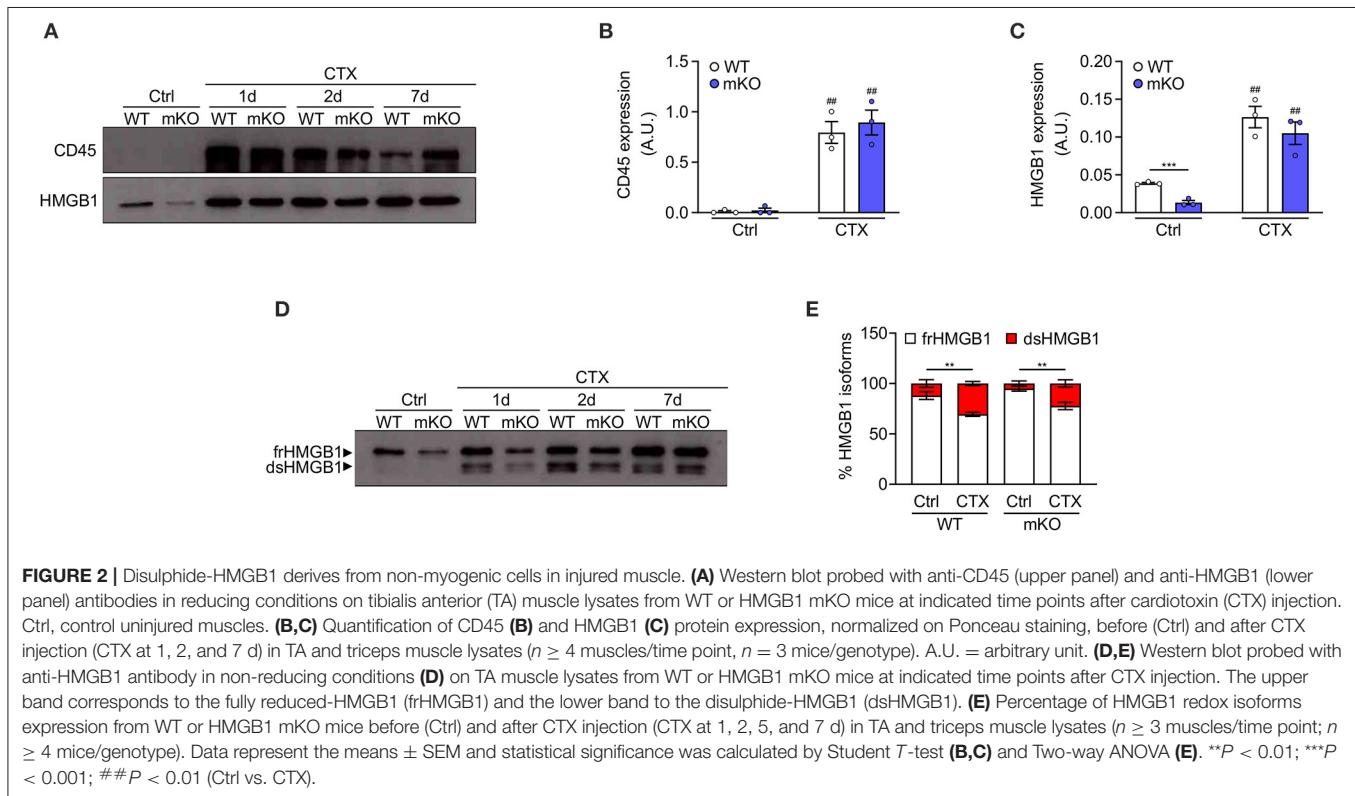 A
CTX
Ctrl 1d 2d 7d
WT mKO WT mKO WT mKO WT mKO
CD45
HMGB1
B
WT
mKO
CD45 expression
(A.U.)
1.5
1.0
0.5
0.0
## ##
Ctrl CTX
C
WT
mKO
HMGB1 expression
(A.U.)
0.20
0.15
0.10
0.05
0.00
***
## ##
Ctrl CTX
D
CTX
Ctrl 1d 2d 7d
WT mKO WT mKO WT mKO WT mKO
frHMGB1►
dsHMGB1►
E
frHMGB1 dsHMGB1
% HMGB1 isoforms
150
100
50
0
** **
Ctrl CTX Ctrl CTX
WT mKO
FIGURE 2 | Disulphide-HMGB1 derives from non-myogenic cells in injured muscle. (A) Western blot probed with anti-CD45 (upper panel) and anti-HMGB1 (lower
panel) antibodies in reducing conditions on tibialis anterior (TA) muscle lysates from WT or HMGB1 mKO mice at indicated time points after cardiotoxin (CTX) injection.
Ctrl, control uninjured muscles. (B,C) Quantification of CD45 (B) and HMGB1 (C) protein expression, normalized on Ponceau staining, before (Ctrl) and after CTX
injection (CTX at 1, 2, and 7 d) in TA and triceps muscle lysates (n ≥ 4 muscles/time point, n = 3 mice/genotype). A.U. = arbitrary unit. (D,E) Western blot probed with
anti-HMGB1 antibody in non-reducing conditions (D) on TA muscle lysates from WT or HMGB1 mKO mice at indicated time points after CTX injection. The upper
band corresponds to the fully reduced-HMGB1 (frHMGB1) and the lower band to the disulphide-HMGB1 (dsHMGB1). (E) Percentage of HMGB1 redox isoforms
expression from WT or HMGB1 mKO mice before (Ctrl) and after CTX injection (CTX at 1, 2, 5, and 7 d) in TA and triceps muscle lysates (n ≥ 3 muscles/time point; n
≥ 4 mice/genotype). Data represent the means ± SEM and statistical significance was calculated by Student T-test (B,C) and Two-way ANOVA (E). **P < 0.01; ***P
< 0.001; ##P < 0.01 (Ctrl vs. CTX).